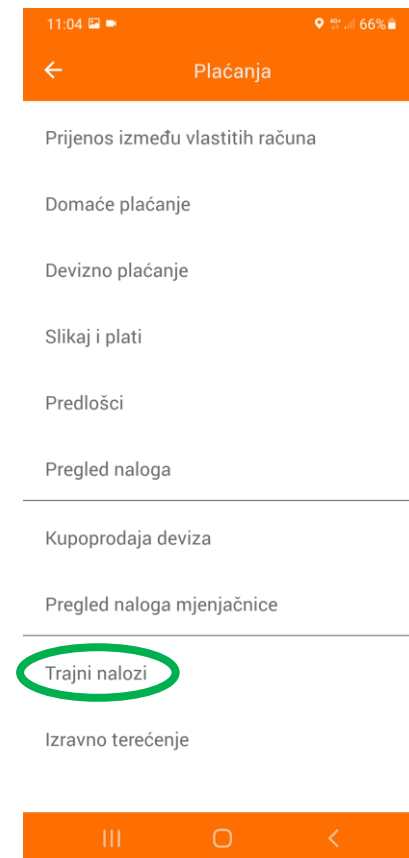 11:04 66%
Plaćanja
Prijenos između vlastitih računa
Domaće plaćanje
Devizno plaćanje
Slikaj i plati
Predlošci
Pregled naloga
Kupoprodaja deviza
Pregled naloga mjenjačnice
Trajni nalozi
Izravno terećenje